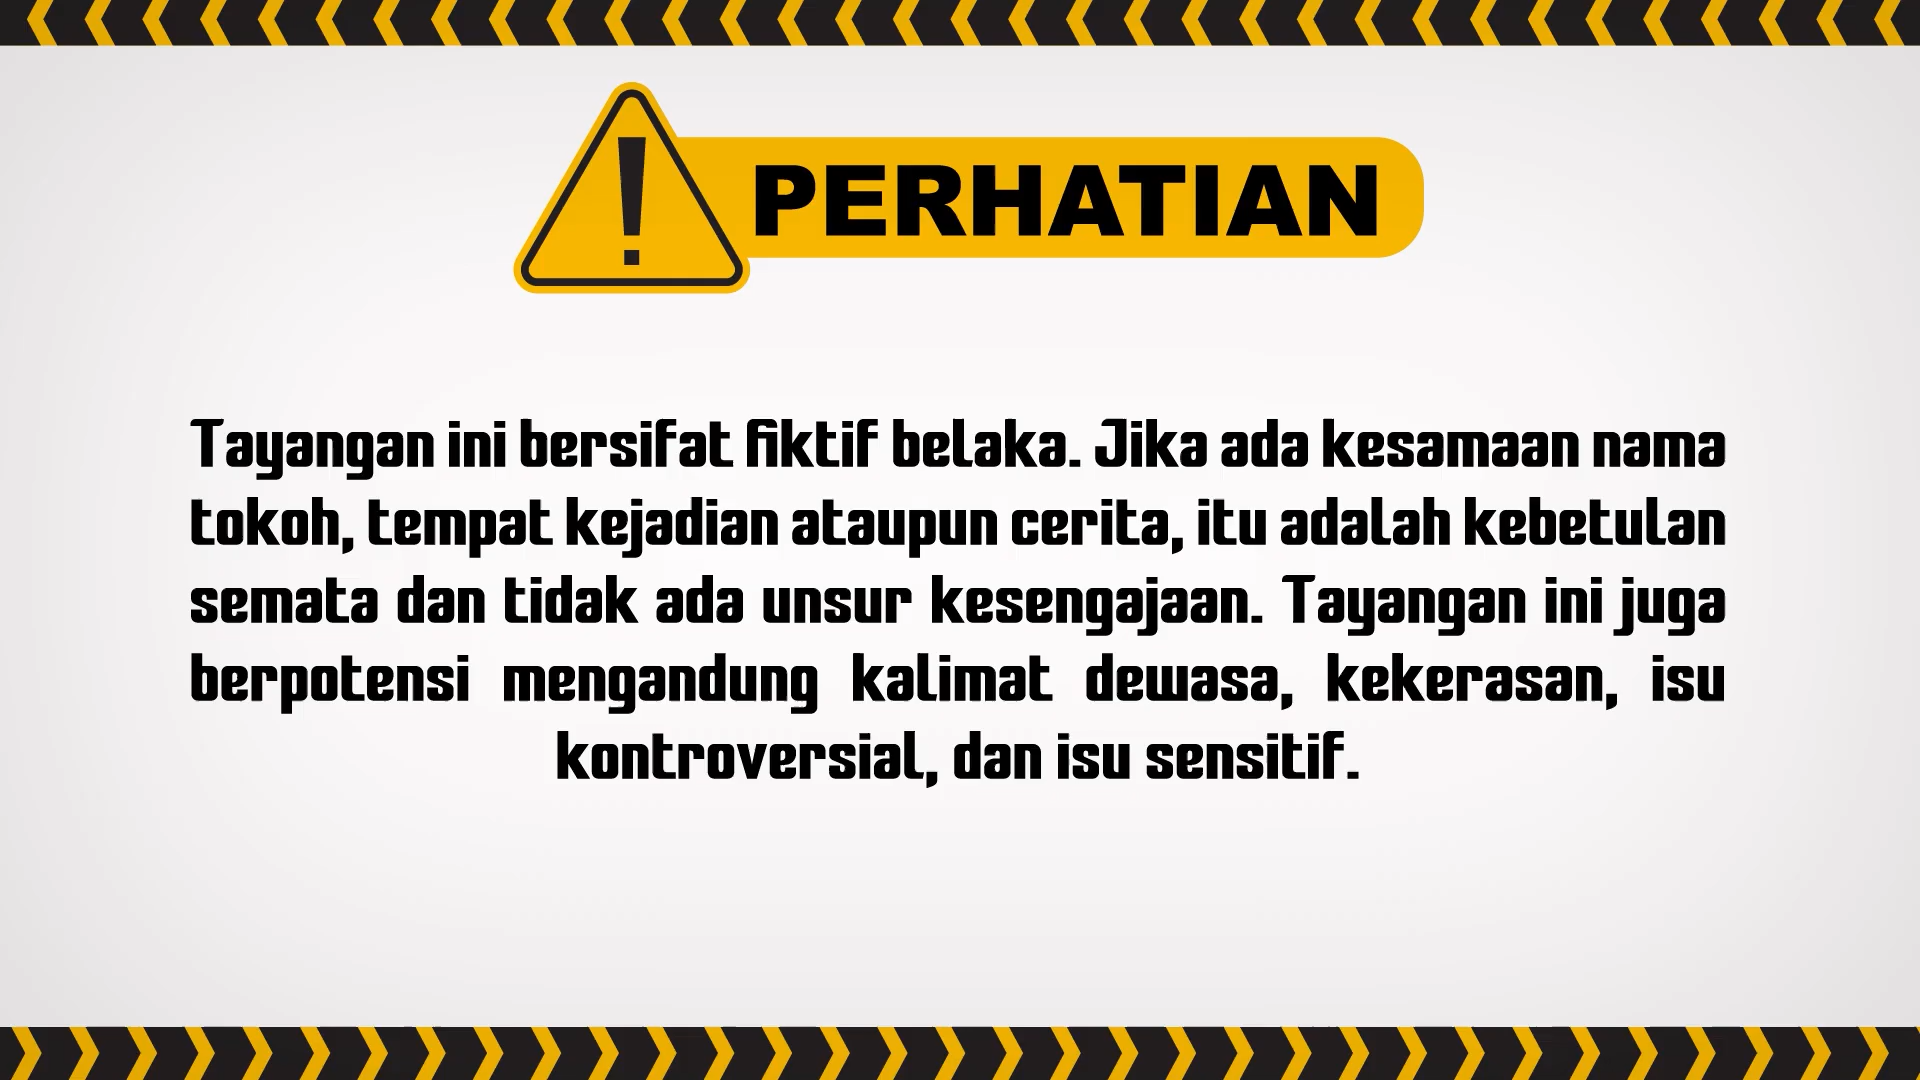 PERHATIAN
Tayangan ini bersifat fiktif belaka. Jika ada kesamaan nama
tokoh, tempat kejadian ataupun cerita, itu adalah kebetulan
semata dan tidak ada unsur kesengajaan. Tayangan ini juga
berpotensi mengandung kalimat dewasa, kekerasan, isu
kontroversial, dan isu sensitif.